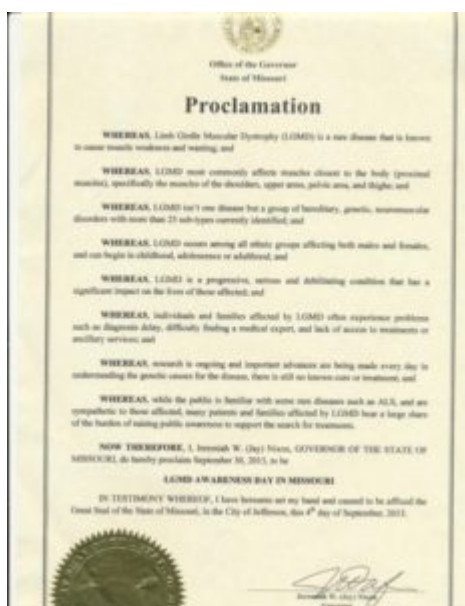 Office of the Governor
State of Missouri
Proclamation
WHEREAS, Limb Girdle Muscular Dystrophy (LGMD) is a rare disease that is known
to cause muscle weakness and wasting; and
WHEREAS, LGMD most commonly affects muscles closest to the body (proximal
muscles), specifically the muscles of the shoulders, upper arms, pelvic area, and thighs; and
WHEREAS, LGMD isn't one disease but a group of hereditary, genetic, neuromuscular
disorders with more than 25 sub-types currently identified; and
WHEREAS, LGMD occurs among all ethnic groups affecting both males and females,
and can begin in childhood, adolescence or adulthood; and
WHEREAS, LGMD is a progressive, serious and debilitating condition that has a
significant impact on the lives of those affected; and
WHEREAS, individuals and families affected by LGMD often experience problems
such as diagnosis delay, difficulty finding a medical expert, and lack of access to treatments or
ancillary services; and
WHEREAS, research is ongoing and important advances are being made every day in
understanding the genetic causes for the disease, there is still no known cure or treatment; and
WHEREAS, while the public is familiar with some rare diseases such as ALS, and are
sympathetic to those affected, many patients and families affected by LGMD bear a large share
of the burden of raising public awareness to support the search for treatments.
NOW THEREFORE, I, Jeremiah W. (Jay) Nixon, GOVERNOR OF THE STATE OF
MISSOURI, do hereby proclaim September 30, 2015, to be
LGMD AWARENESS DAY IN MISSOURI
IN TESTIMONY WHEREOF, I have hereunto set my hand and caused to be affixed the
Great Seal of the State of Missouri, in the City of Jefferson, this 4th day of September, 2015.
Jeremiah W. (Jay) Nixon